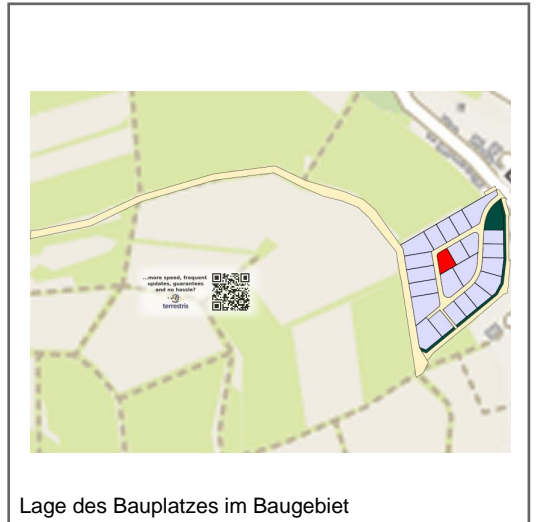 ...more speed, frequent
updates, guarantees
and no hassle?
terrestris
Lage des Bauplatzes im Baugebiet